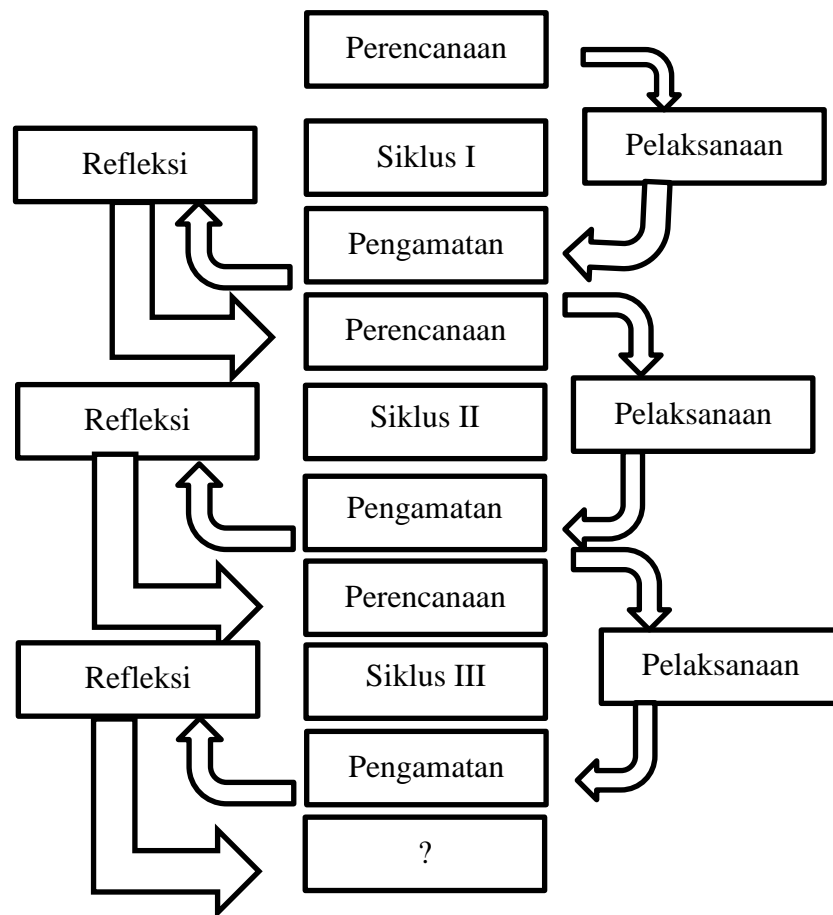 Perencanaan
Pelaksanaan
Refleksi
Siklus I
Pengamatan
Perencanaan
Refleksi
Siklus II
Pelaksanaan
Pengamatan
Perencanaan
Refleksi
Siklus III
Pelaksanaan
Pengamatan
?